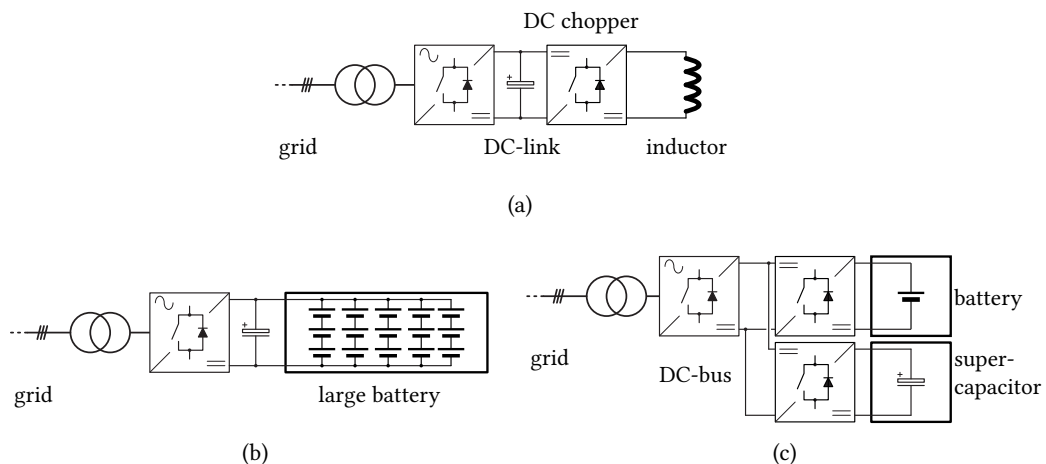 DC chopper
+
grid
DC-link
inductor
(a)
+
grid
large battery
(b)
battery
grid
DC-bus
+
super-
capacitor
(c)